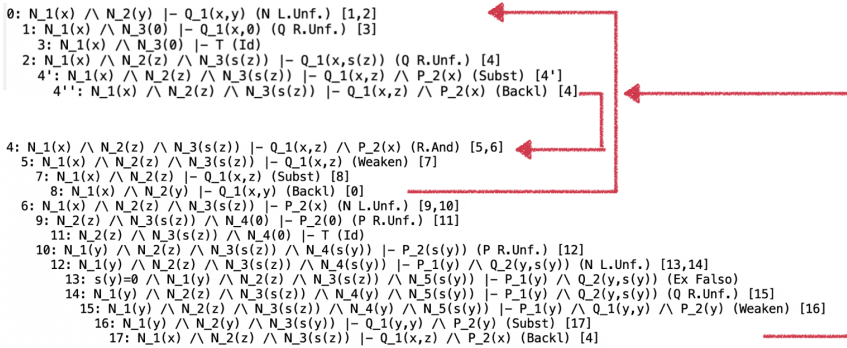 0: N_1(x) /\ N_2(y) |- Q_1(x,y) (N L.Unf.) [1,2]
1: N_1(x) /\ N_3(0) |- Q_1(x,0) (Q R.Unf.) [3]
3: N_1(x) /\ N_3(0) |- T (Id)
2: N_1(x) /\ N_2(z) /\ N_3(s(z)) |- Q_1(x,s(z)) (Q R.Unf.) [4]
4': N_1(x) /\ N_2(z) /\ N_3(s(z)) |- Q_1(x,z) /\ P_2(x) (Subst) [4']
4'': N_1(x) /\ N_2(z) /\ N_3(s(z)) |- Q_1(x,z) /\ P_2(x) (Backl) [4]
4: N_1(x) /\ N_2(z) /\ N_3(s(z)) |- Q_1(x,z) /\ P_2(x) (R.And) [5,6]
5: N_1(x) /\ N_2(z) /\ N_3(s(z)) |- Q_1(x,z) (Weaken) [7]
7: N_1(x) /\ N_2(z) |- Q_1(x,z) (Subst) [8]
8: N_1(x) /\ N_2(y) |- Q_1(x,y) (Backl) [0]
6: N_1(x) /\ N_2(z) /\ N_3(s(z)) |- P_2(x) (N L.Unf.) [9,10]
9: N_2(z) /\ N_3(s(z)) /\ N_4(0) |- P_2(0) (P R.Unf.) [11]
11: N_2(z) /\ N_3(s(z)) /\ N_4(0) |- T (Id)
10: N_1(y) /\ N_2(z) /\ N_3(s(z)) /\ N_4(s(y)) |- P_2(s(y)) (P R.Unf.) [12]
12: N_1(y) /\ N_2(z) /\ N_3(s(z)) /\ N_4(s(y)) |- P_1(y) /\ Q_2(y,s(y)) (N L.Unf.) [13,14]
13: s(y)=0 /\ N_1(y) /\ N_2(z) /\ N_3(s(z)) /\ N_5(s(y)) |- P_1(y) /\ Q_2(y,s(y)) (Ex Falso)
14: N_1(y) /\ N_2(z) /\ N_3(s(z)) /\ N_4(y) /\ N_5(s(y)) |- P_1(y) /\ Q_2(y,s(y)) (Q R.Unf.) [15]
15: N_1(y) /\ N_2(z) /\ N_3(s(z)) /\ N_4(y) /\ N_5(s(y)) |- P_1(y) /\ Q_1(y,y) /\ P_2(y) (Weaken) [16]
16: N_1(y) /\ N_2(y) /\ N_3(s(y)) |- Q_1(y,y) /\ P_2(y) (Subst) [17]
17: N_1(x) /\ N_2(z) /\ N_3(s(z)) |- Q_1(x,z) /\ P_2(x) (Backl) [4]